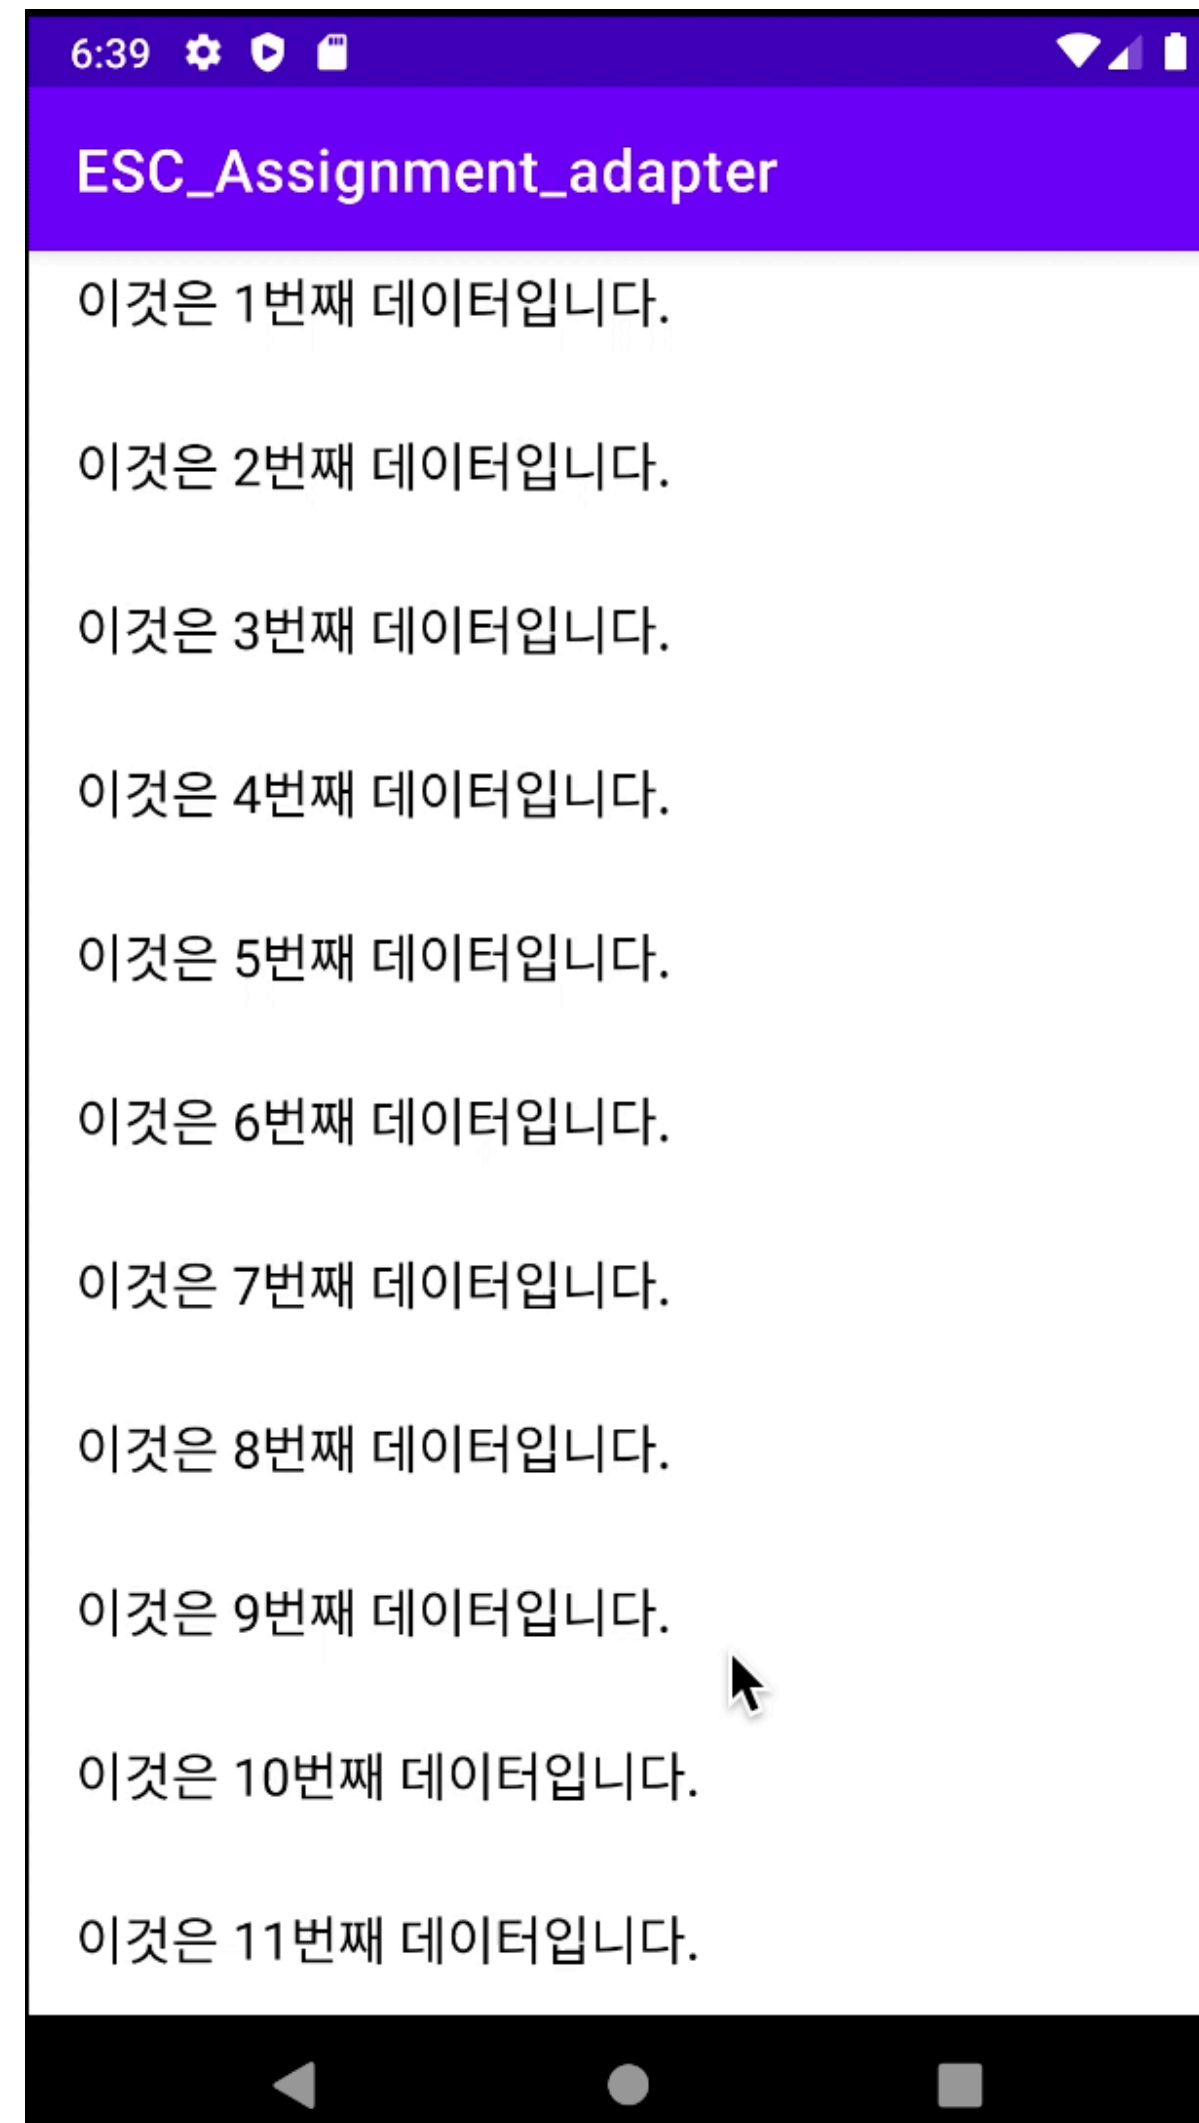 6:39
ESC_Assignment_adapter
이것은 1번째 데이터입니다.
이것은 2번째 데이터입니다.
이것은 3번째 데이터입니다.
이것은 4번째 데이터입니다.
이것은 5번째 데이터입니다.
이것은 6번째 데이터입니다.
이것은 7번째 데이터입니다.
이것은 8번째 데이터입니다.
이것은 9번째 데이터입니다.
이것은 10번째 데이터입니다.
이것은 11번째 데이터입니다.